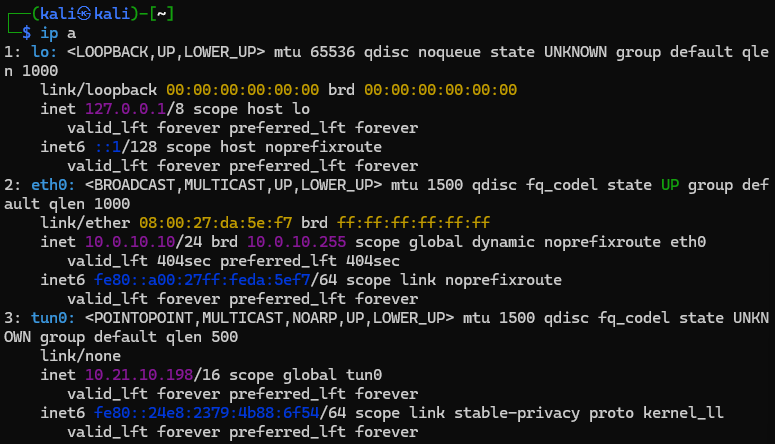 ┌──(kali㉿kali)-[~]
└─$ ip a
1: lo: <LOOPBACK,UP,LOWER_UP> mtu 65536 qdisc noqueue state UNKNOWN group default qle
n 1000
    link/loopback 00:00:00:00:00:00 brd 00:00:00:00:00:00
    inet 127.0.0.1/8 scope host lo
       valid_lft forever preferred_lft forever
    inet6 ::1/128 scope host noprefixroute
       valid_lft forever preferred_lft forever
2: eth0: <BROADCAST,MULTICAST,UP,LOWER_UP> mtu 1500 qdisc fq_codel state UP group def
ault qlen 1000
    link/ether 08:00:27:da:5e:f7 brd ff:ff:ff:ff:ff:ff
    inet 10.0.10.10/24 brd 10.0.10.255 scope global dynamic noprefixroute eth0
       valid_lft 404sec preferred_lft 404sec
    inet6 fe80::a00:27ff:feda:5ef7/64 scope link noprefixroute
       valid_lft forever preferred_lft forever
3: tun0: <POINTOPOINT,MULTICAST,NOARP,UP,LOWER_UP> mtu 1500 qdisc fq_codel state UNKN
OWN group default qlen 500
    link/none
    inet 10.21.10.198/16 scope global tun0
       valid_lft forever preferred_lft forever
    inet6 fe80::24e8:2379:4b88:6f54/64 scope link stable-privacy proto kernel_ll
       valid_lft forever preferred_lft forever